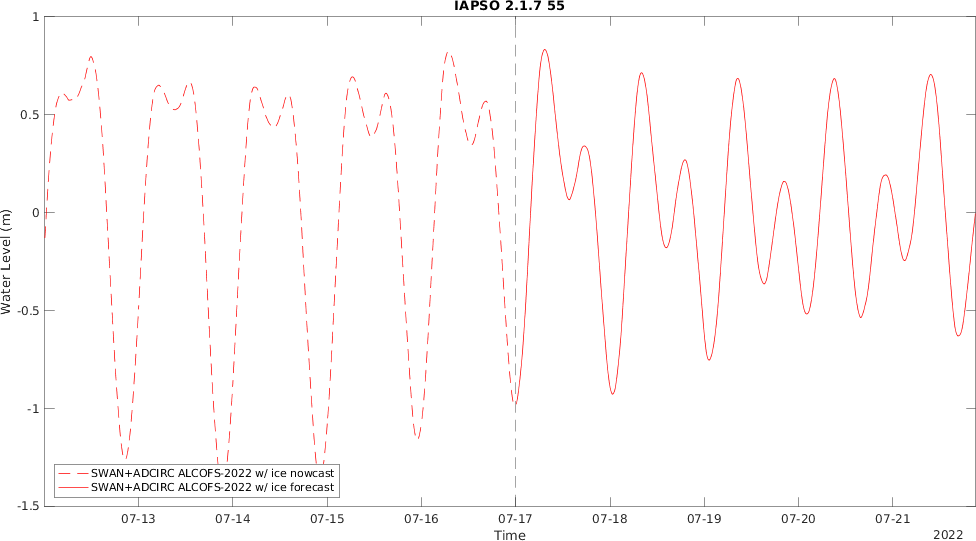 IAPSO 2.1.7 55
1
0.5
0
-0.5
-1
-1.5
Water Level (m)
SWAN+ADCIRC ALCOFS-2022 w/ ice nowcast
SWAN+ADCIRC ALCOFS-2022 w/ ice forecast
07-13 07-14 07-15 07-16 07-17 07-18 07-19 07-20 07-21
Time
2022